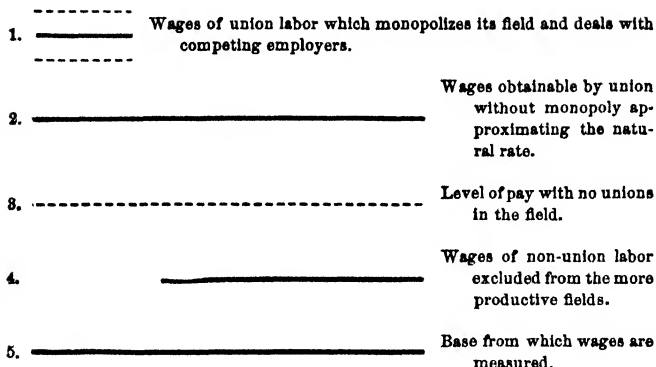 1. Wages of union labor which monopolizes its field and deals with
competing employers.
2. Wages obtainable by union
without monopoly ap-
proximating the natu-
ral rate.
3. Level of pay with no unions
in the field.
4. Wages of non-union labor
excluded from the more
productive fields.
5. Base from which wages are
measured.